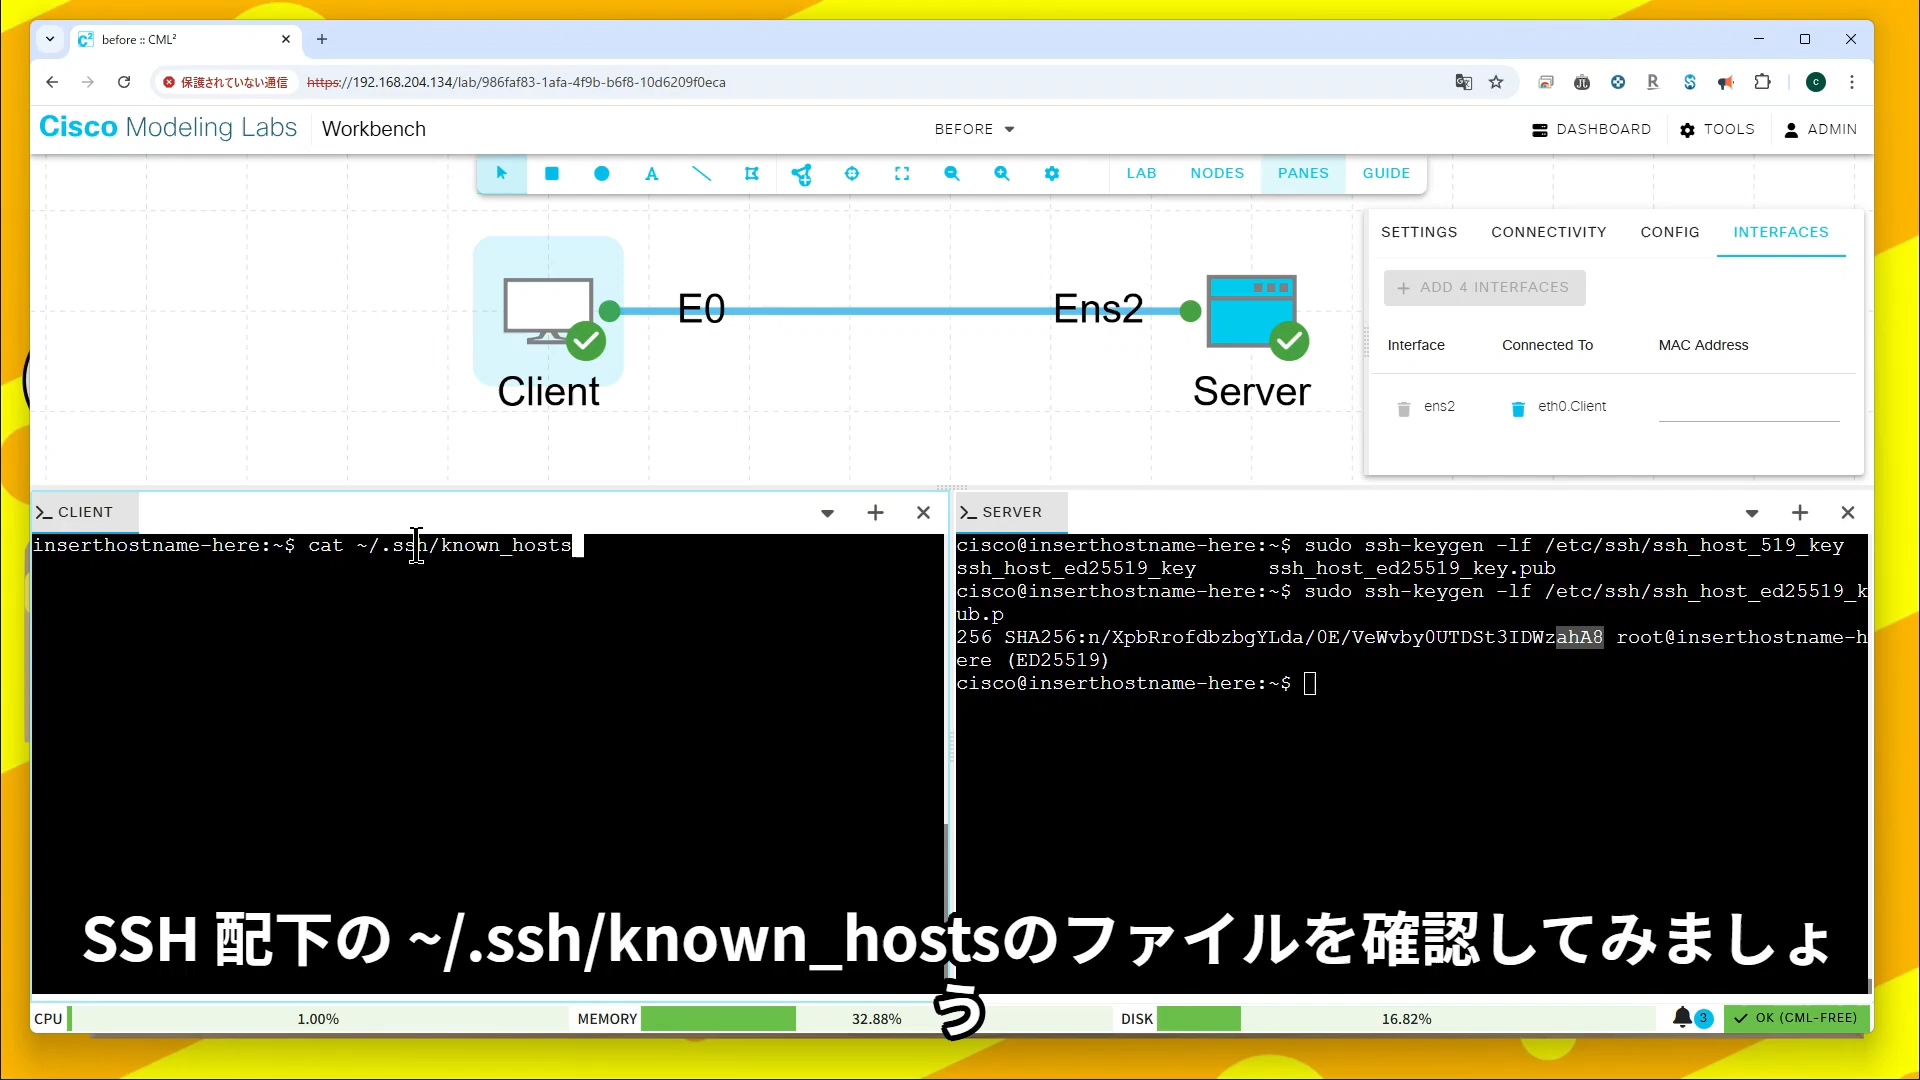 before :: CML²
保護されていない通信 https://192.168.204.134/lab/986faf83-1afa-4f9b-b6f8-10d6209f0eca
c
Cisco Modeling Labs Workbench
BEFORE
DASHBOARD
TOOLS
ADMIN
LAB
NODES
PANES
GUIDE
E0
Ens2
Client
Server
SETTINGS
CONNECTIVITY
CONFIG
INTERFACES
ADD 4 INTERFACES
Interface Connected To MAC Address
ens2 eth0.Client
CLIENT
inserthostname-here:~$ cat ~/.ssh/known_hosts
SERVER
cisco@inserthostname-here:~$ sudo ssh-keygen -lf /etc/ssh/ssh_host_519_key
ssh_host_ed25519_key ssh_host_ed25519_key.pub
cisco@inserthostname-here:~$ sudo ssh-keygen -lf /etc/ssh/ssh_host_ed25519_k
ub.p
256 SHA256:n/XpbRrofdbzbgYLda/0E/VeWvby0UTDSt3IDWzahA8 root@inserthostname-h
ere (ED25519)
cisco@inserthostname-here:~$
SSH 配下の ~/.ssh/known_hostsのファイルを確認してみましょ
う
CPU 1.00%
MEMORY 32.88%
DISK 16.82%
3
OK (CML-FREE)